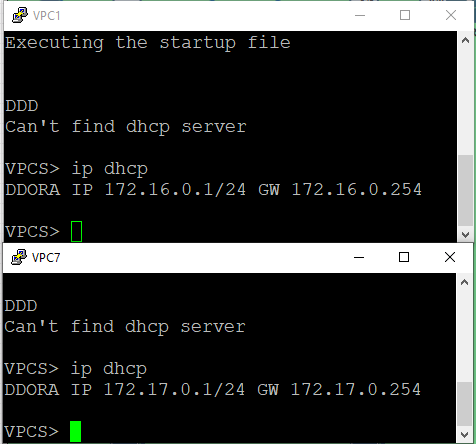 VPC1
Executing the startup file
DDD
Can't find dhcp server
VPCS> ip dhcp
DDORA IP 172.16.0.1/24 GW 172.16.0.254
VPCS>
VPC7
DDD
Can't find dhcp server
VPCS> ip dhcp
DDORA IP 172.17.0.1/24 GW 172.17.0.254
VPCS>